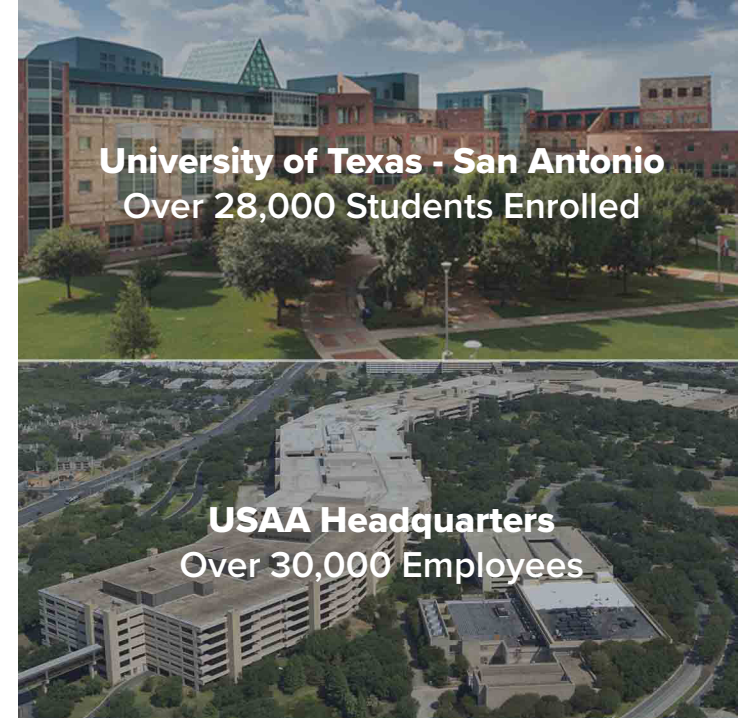 University of Texas - San Antonio
Over 28,000 Students Enrolled
USAA Headquarters
Over 30,000 Employees